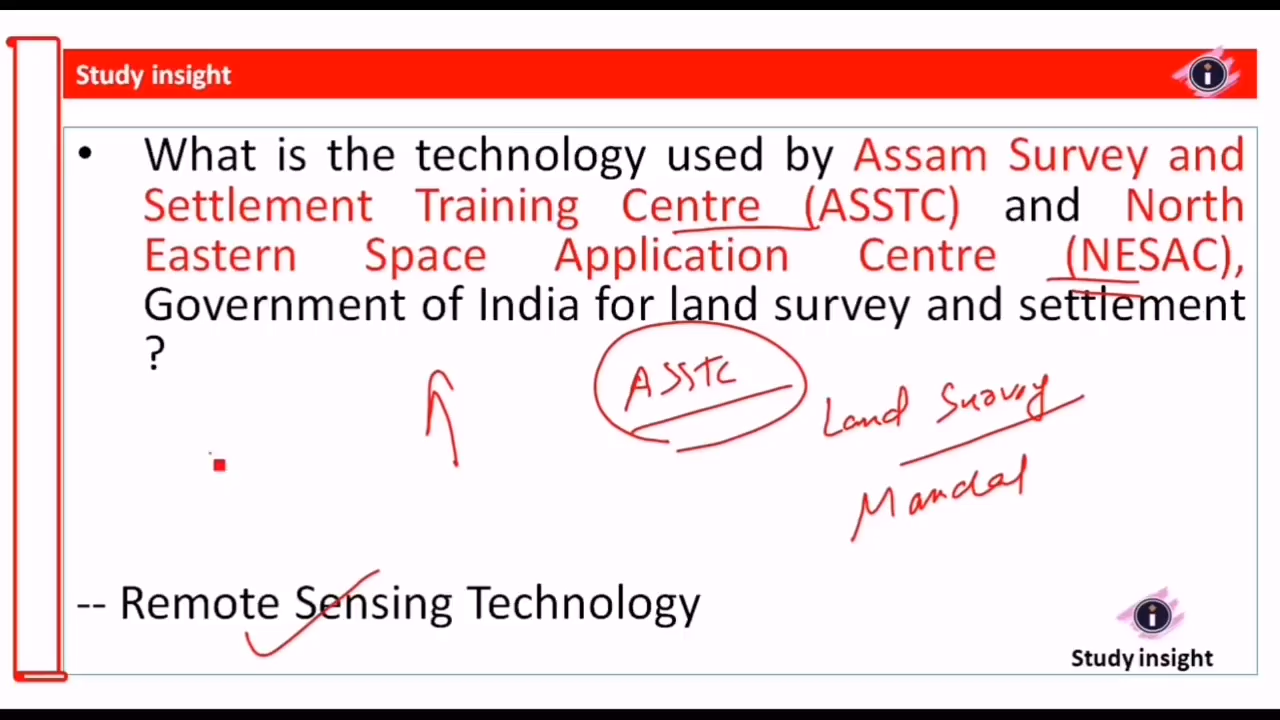 Study insight
• What is the technology used by Assam Survey and
Settlement Training Centre (ASSTC) and North
Eastern Space Application Centre (NESAC),
Government of India for land survey and settlement
?
ASSTC
Land Survey
Mandal
-- Remote Sensing Technology
i
Study insight